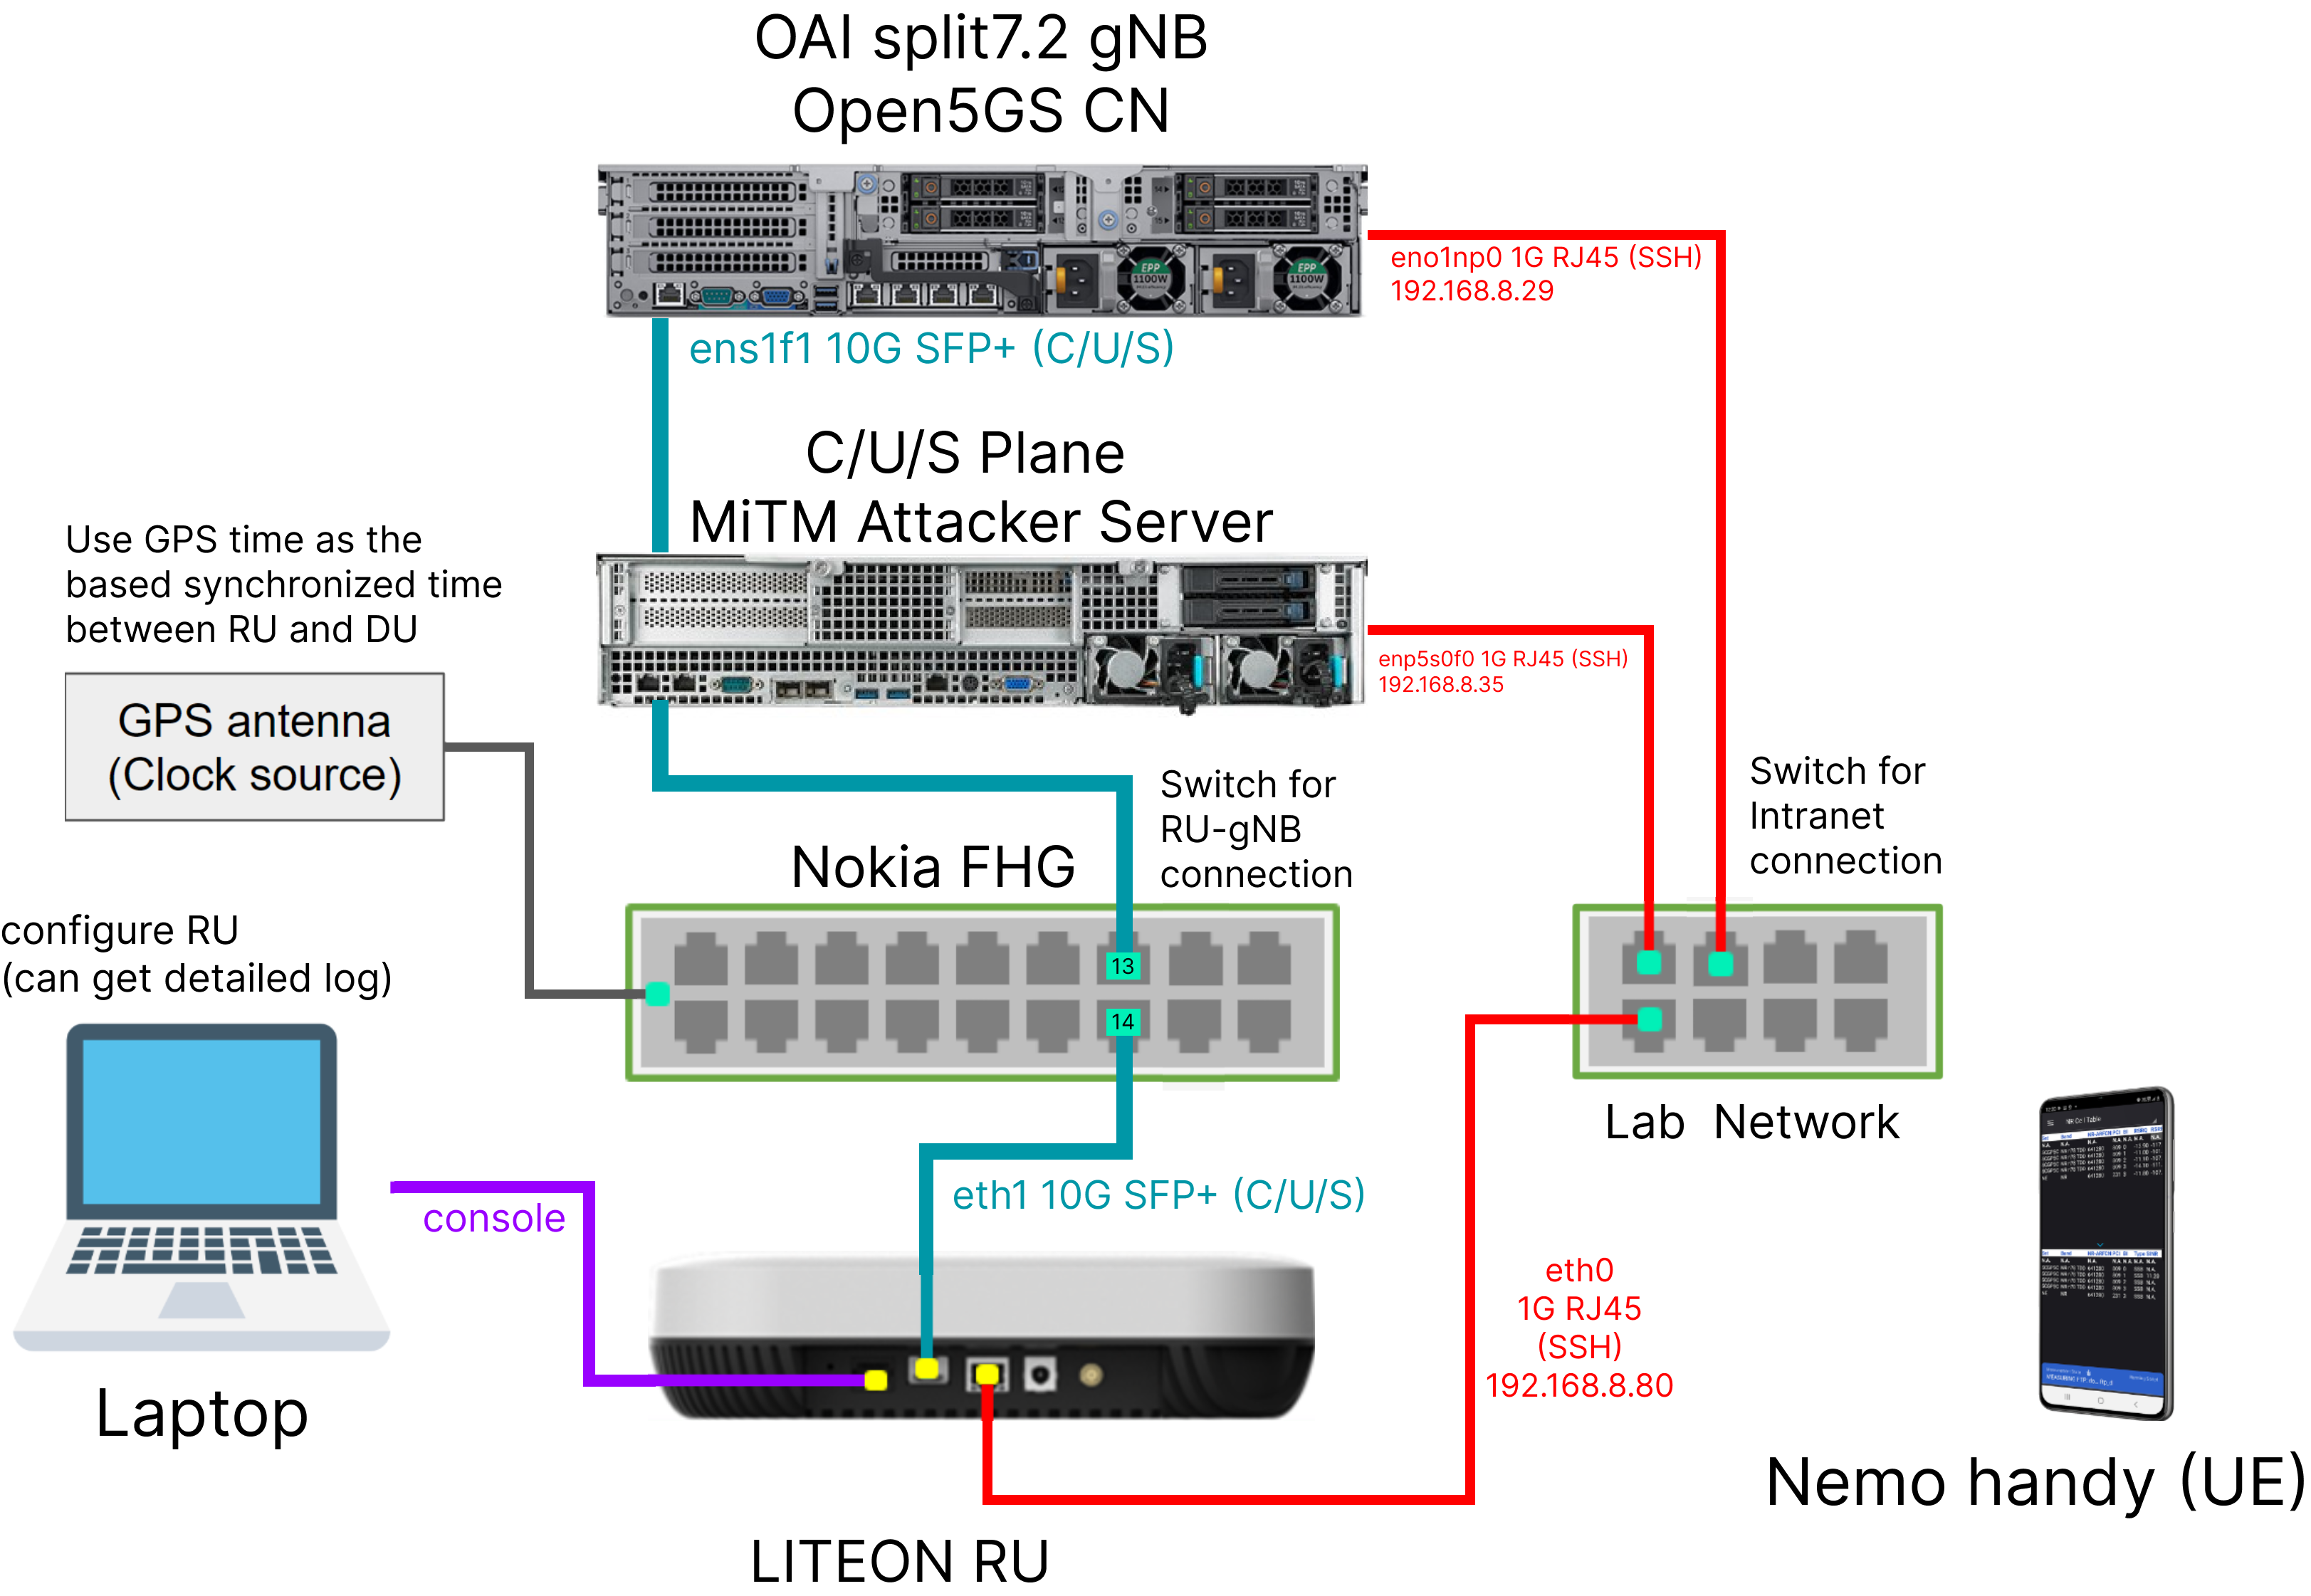 OAI split7.2 gNB
Open5GS CN
EPP
1100W
EPP
1100W
eno1np0 1G RJ45 (SSH)
192.168.8.29
ens1f1 10G SFP+ (C/U/S)
C/U/S Plane
MiTM Attacker Server
enp5s0f0 1G RJ45 (SSH)
192.168.8.35
Use GPS time as the
based synchronized time
between RU and DU
GPS antenna
(Clock source)
Switch for
RU-gNB
connection
Switch for
Intranet
connection
Nokia FHG
13
14
configure RU
(can get detailed log)
Lab Network
console
eth1 10G SFP+ (C/U/S)
eth0
1G RJ45
(SSH)
192.168.8.80
Laptop
LITEON RU
Nemo handy (UE)